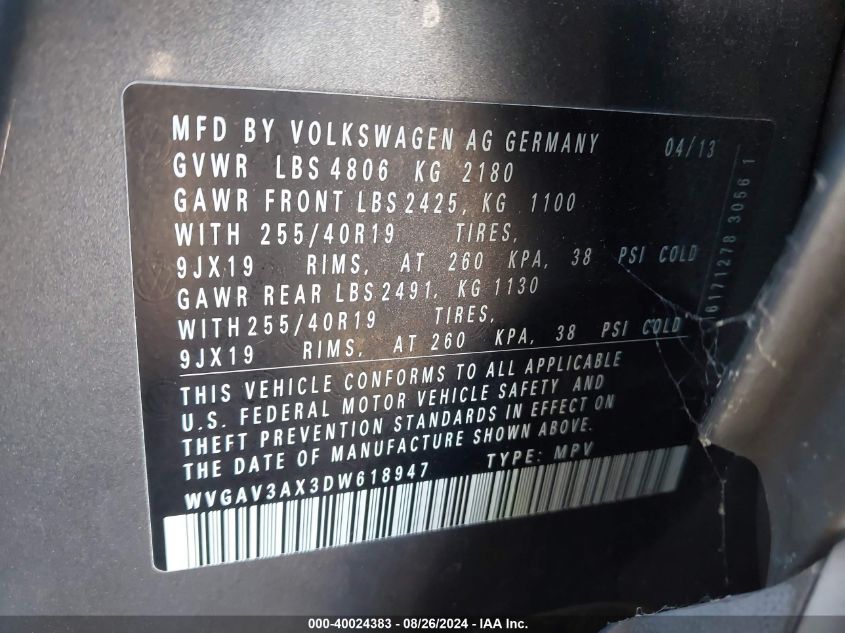 MFD BY VOLKSWAGEN AG GERMANY 04/13
GVWR LBS 4806 KG 2180
GAWR FRONT LBS 2425, KG 1100
WITH 255/40R19 TIRES,
9JX19 RIMS, AT 260 KPA, 38 PSI COLD
GAWR REAR LBS 2491, KG 1130
WITH 255/40R19 TIRES,
9JX19 RIMS, AT 260 KPA, 38 PSI COLD
THIS VEHICLE CONFORMS TO ALL APPLICABLE
U.S. FEDERAL MOTOR VEHICLE SAFETY AND
THEFT PREVENTION STANDARDS IN EFFECT ON
THE DATE OF MANUFACTURE SHOWN ABOVE.
WVGAV3AX3DW618947 TYPE: MPV
6171278 30561
000-40024383 - 08/26/2024 - IAA Inc.